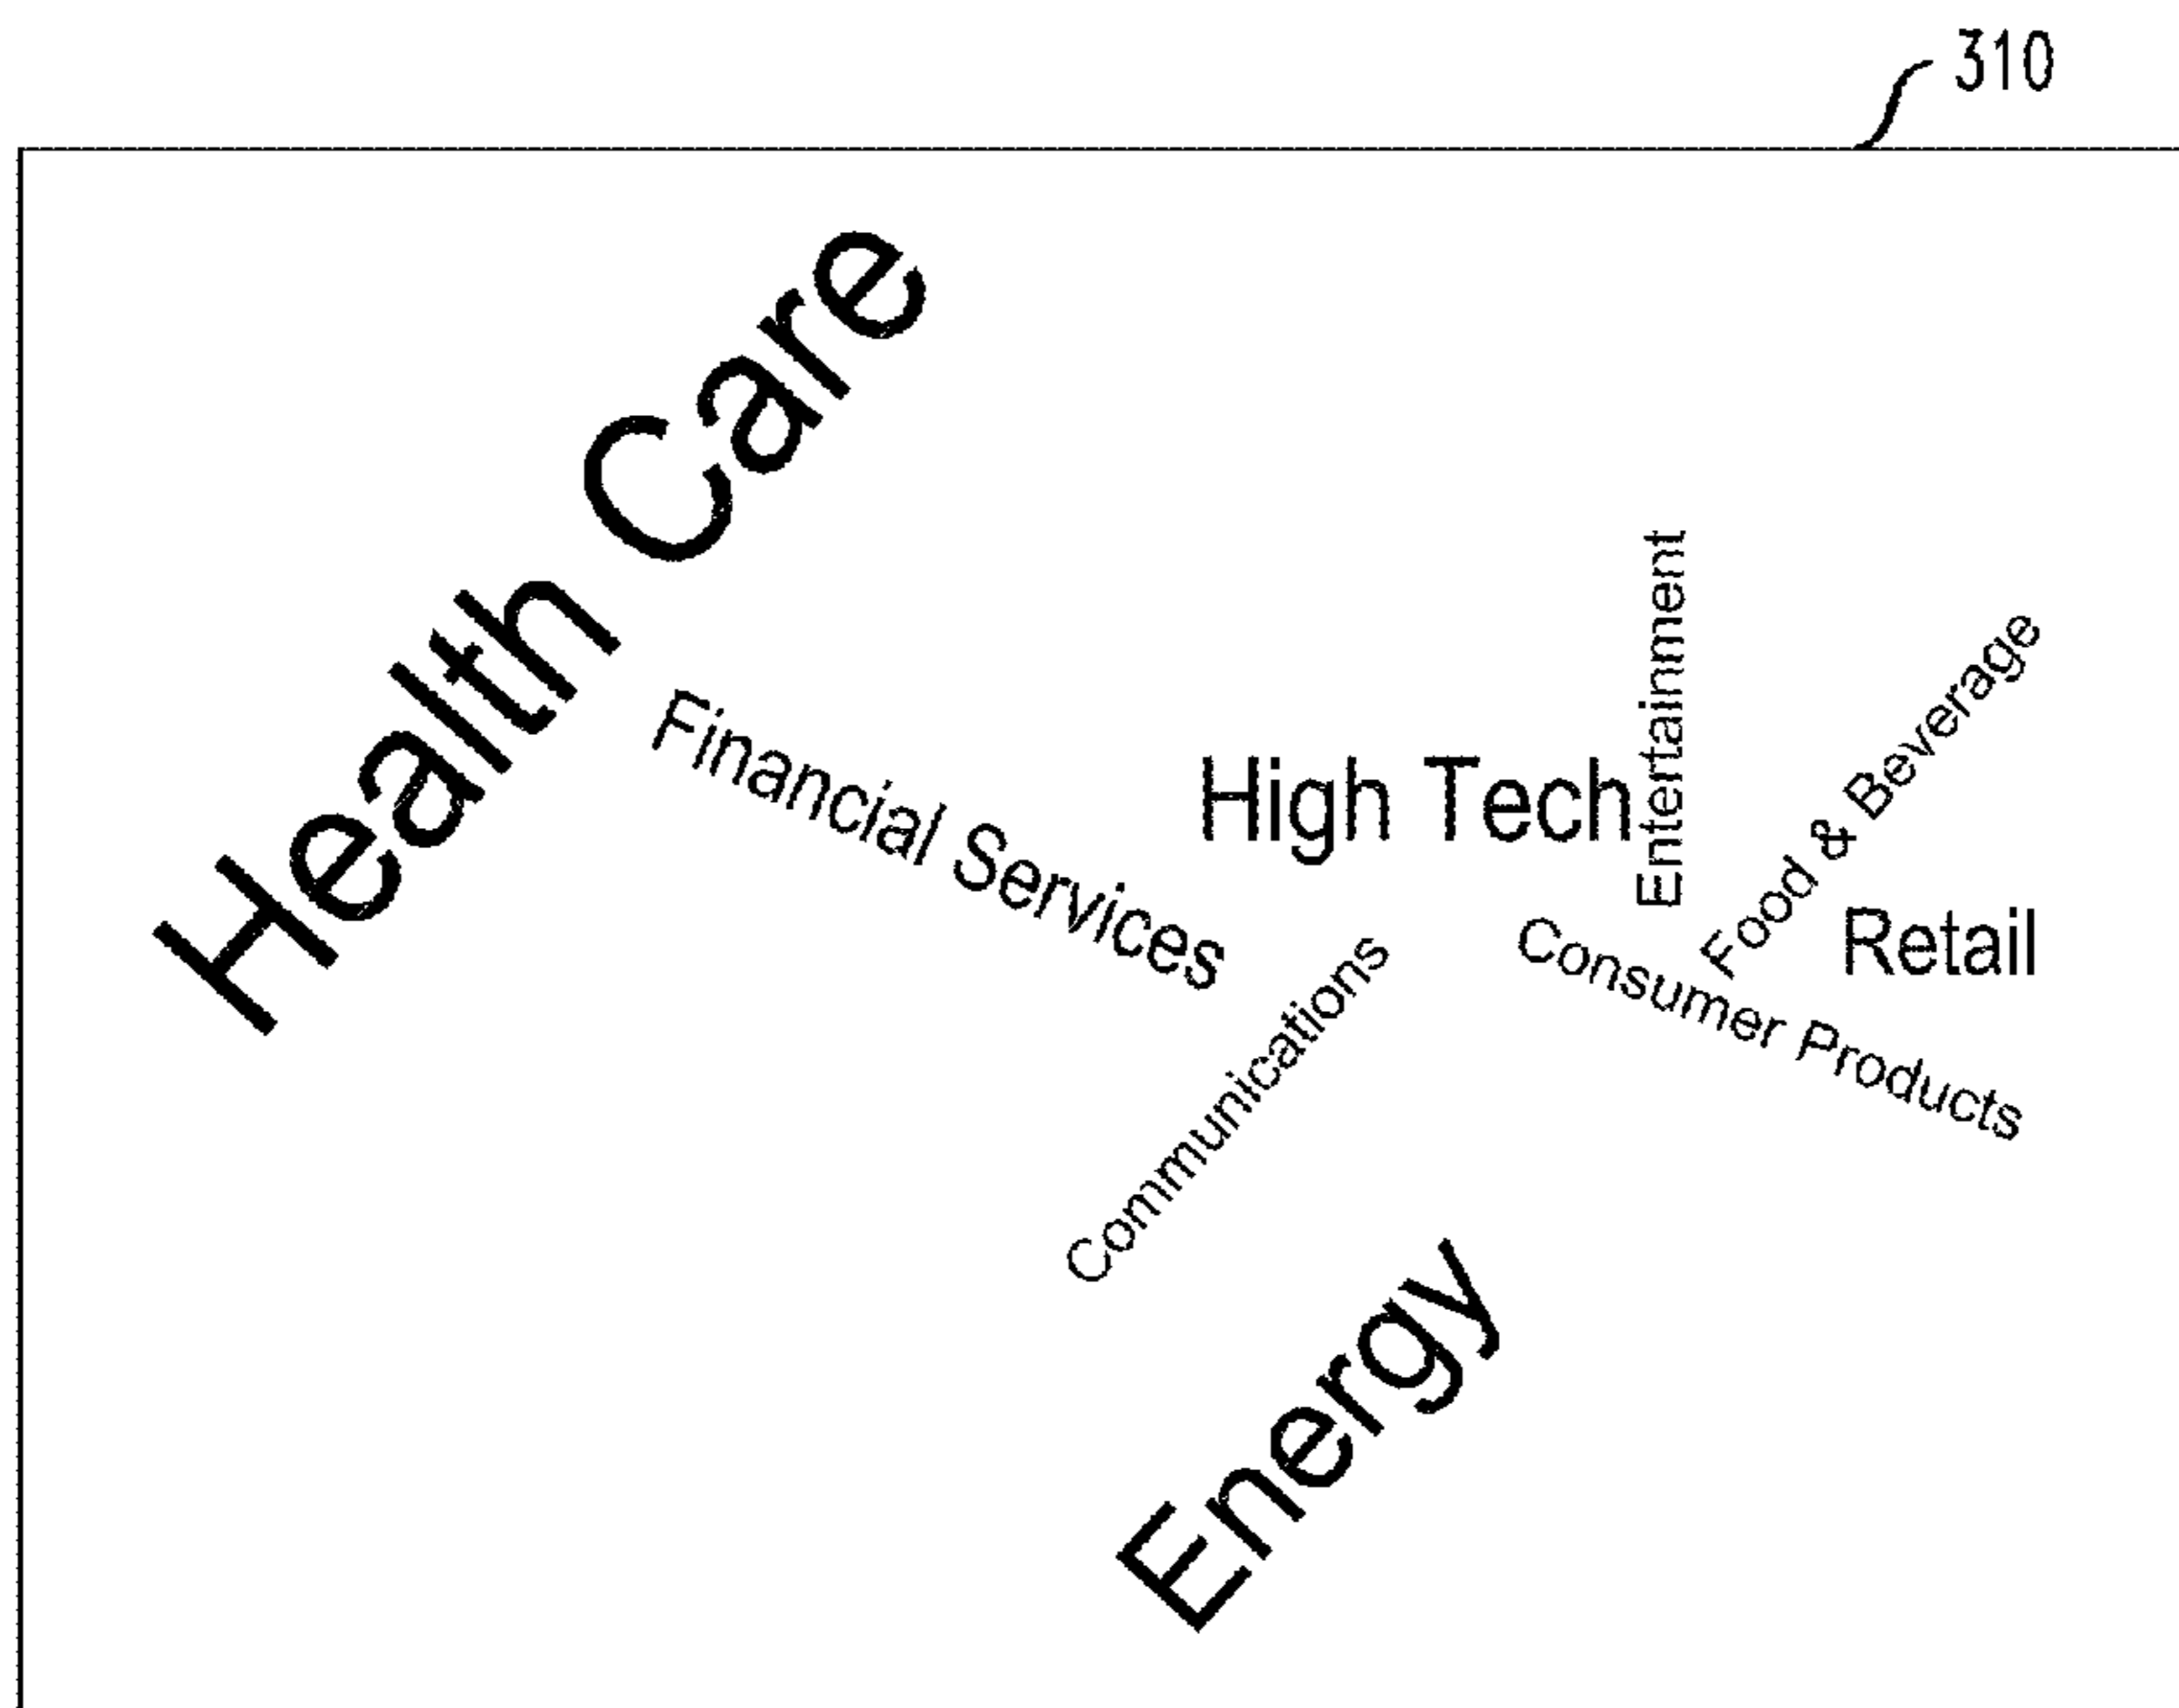 310
Health Care
Financial Services
High Tech
Entertainment
Food & Beverage
Retail
Consumer Products
Communications
Energy